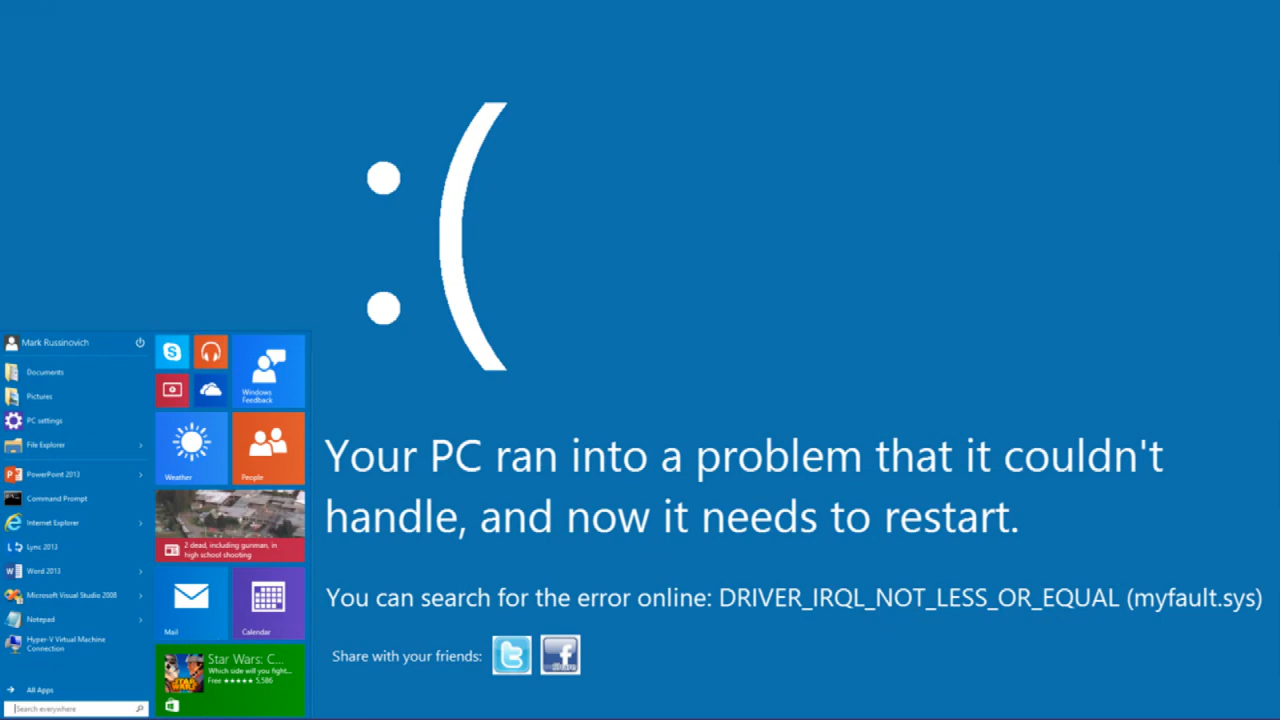 Your PC ran into a problem that it couldn't
handle, and now it needs to restart.
You can search for the error online: DRIVER_IRQL_NOT_LESS_OR_EQUAL (myfault.sys)
Share with your friends:
Share
Mark Russinovich
Documents
Pictures
PC settings
File Explorer
PowerPoint 2013
Command Prompt
Internet Explorer
Lync 2013
Word 2013
Microsoft Visual Studio 2008
Notepad
Hyper-V Virtual Machine
Connection
All Apps
Search everywhere
Windows
Feedback
Weather
People
2 dead, including gunman, in
high school shooting
Mail
Calendar
Star Wars: C...
Which side will you fight...
Free ★★★★★ 5,586
STAR WARS